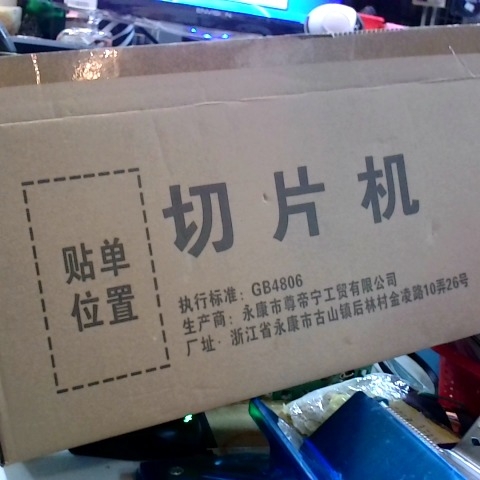 切片机
贴单
位置
执行标准：GB4806
生产商：永康市尊帝宁工贸有限公司
厂址：浙江省永康市古山镇后林村金凌路10弄26号